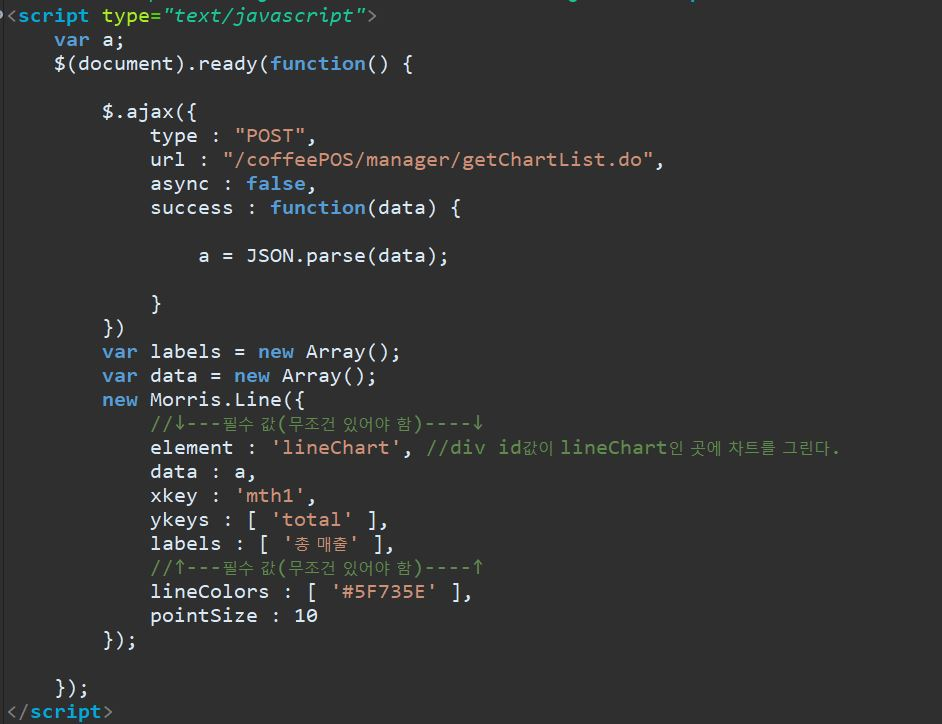 <script type="text/javascript">
    var a;
    $(document).ready(function() {

        $.ajax({
            type : "POST",
            url : "/coffeePOS/manager/getChartList.do",
            async : false,
            success : function(data) {

                a = JSON.parse(data);

            }
        })
        var labels = new Array();
        var data = new Array();
        new Morris.Line({
            //↓---필수 값(무조건 있어야 함)----↓
            element : 'lineChart', //div id값이 lineChart인 곳에 차트를 그린다.
            data : a,
            xkey : 'mth1',
            ykeys : [ 'total' ],
            labels : [ '총 매출' ],
            //↑---필수 값(무조건 있어야 함)----↑
            lineColors : [ '#5F735E' ],
            pointSize : 10
        });

    });
</script>